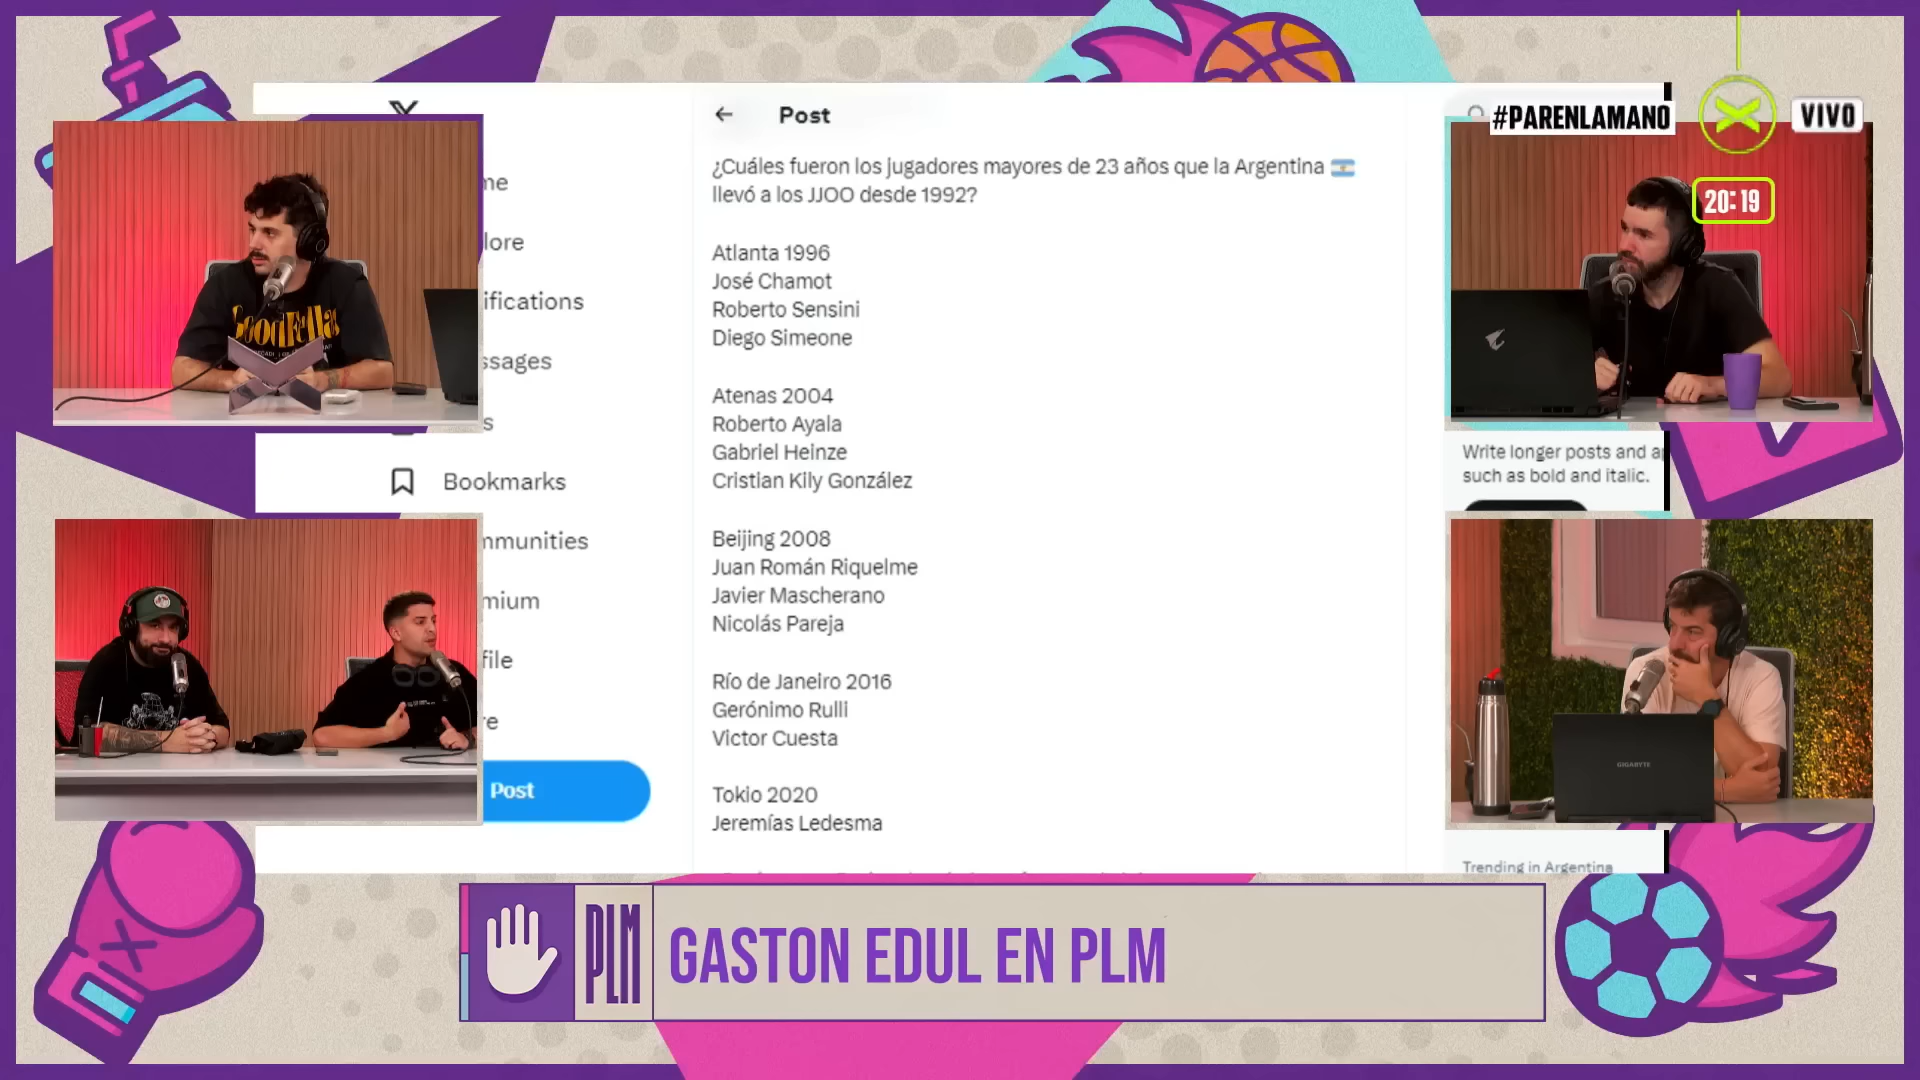 Post
#PARENLAMANO
VIVO
20:19
¿Cuáles fueron los jugadores mayores de 23 años que la Argentina
llevó a los JJOO desde 1992?
Atlanta 1996
José Chamot
Roberto Sensini
Diego Simeone
Atenas 2004
Roberto Ayala
Gabriel Heinze
Cristian Kily González
Beijing 2008
Juan Román Riquelme
Javier Mascherano
Nicolás Pareja
Río de Janeiro 2016
Gerónimo Rulli
Victor Cuesta
Tokio 2020
Jeremías Ledesma
me
lore
ifications
ssages
s
Bookmarks
mmunities
mium
file
re
Post
Write longer posts and a
such as bold and italic.
Trending in Argentina
GIGABYTE
PLM
GASTON EDUL EN PLM